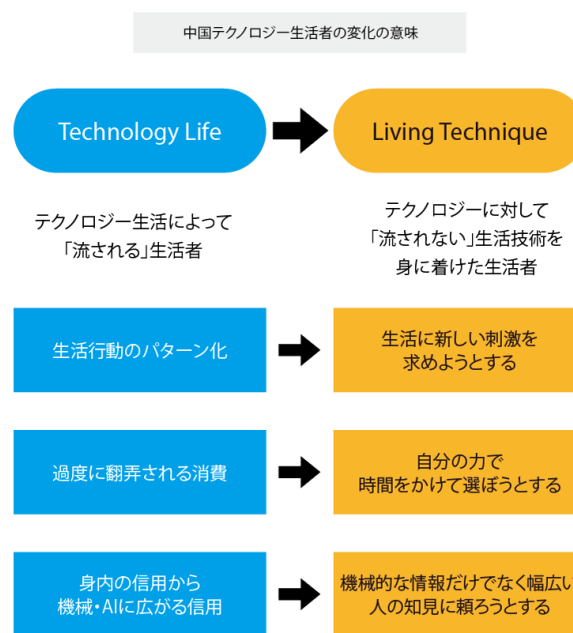 中国テクノロジー生活者の変化の意味
Technology Life
Living Technique
テクノロジー生活によって
「流される」生活者
テクノロジーに対して
「流されない」生活技術を
身に着けた生活者
生活行動のパターン化
生活に新しい刺激を
求めようとする
過度に翻弄される消費
自分の力で
時間をかけて選ぼうとする
身内の信用から
機械・AIに広がる信用
機械的な情報だけでなく幅広い
人の知見に頼ろうとする